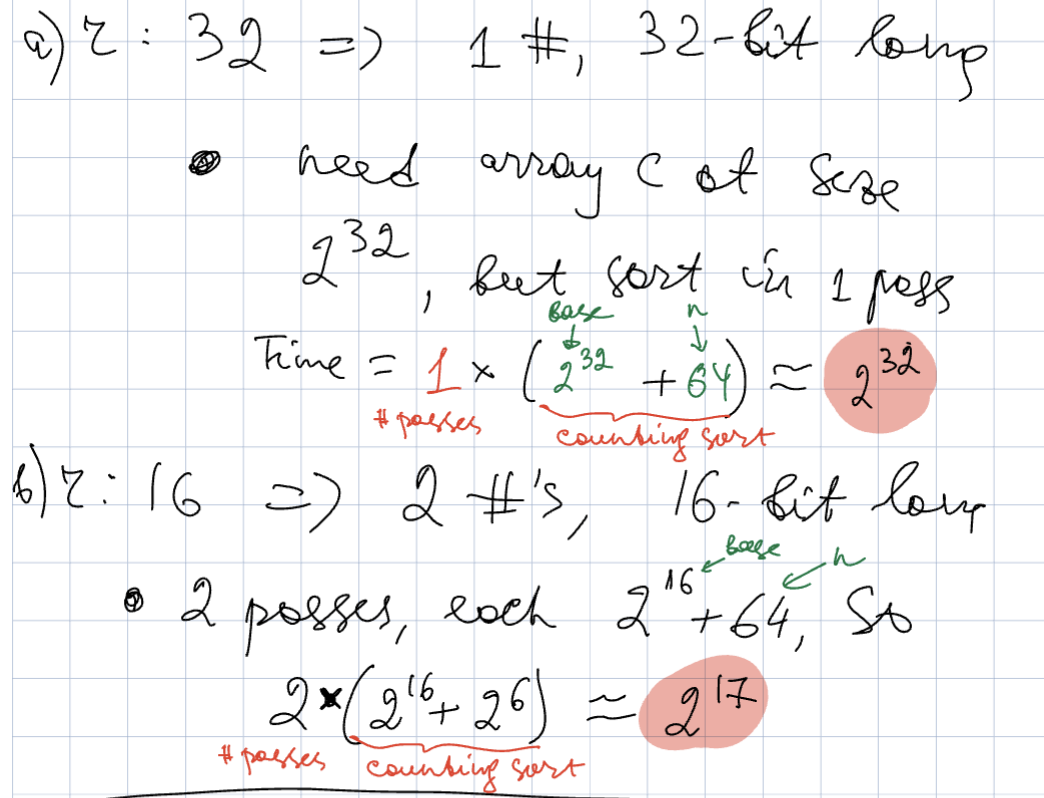 a) r : 32 => 1 #, 32-bit long
• need array C of size
2^32, but sort in 1 pass
base n
Time = 1 × (2^32 + 64) ≈ 2^32
# passes counting sort
b) r : 16 => 2 #'s, 16-bit long
base n
• 2 passes, each 2^16 + 64, so
2 × (2^16 + 2^6) ≈ 2^17
# passes counting sort